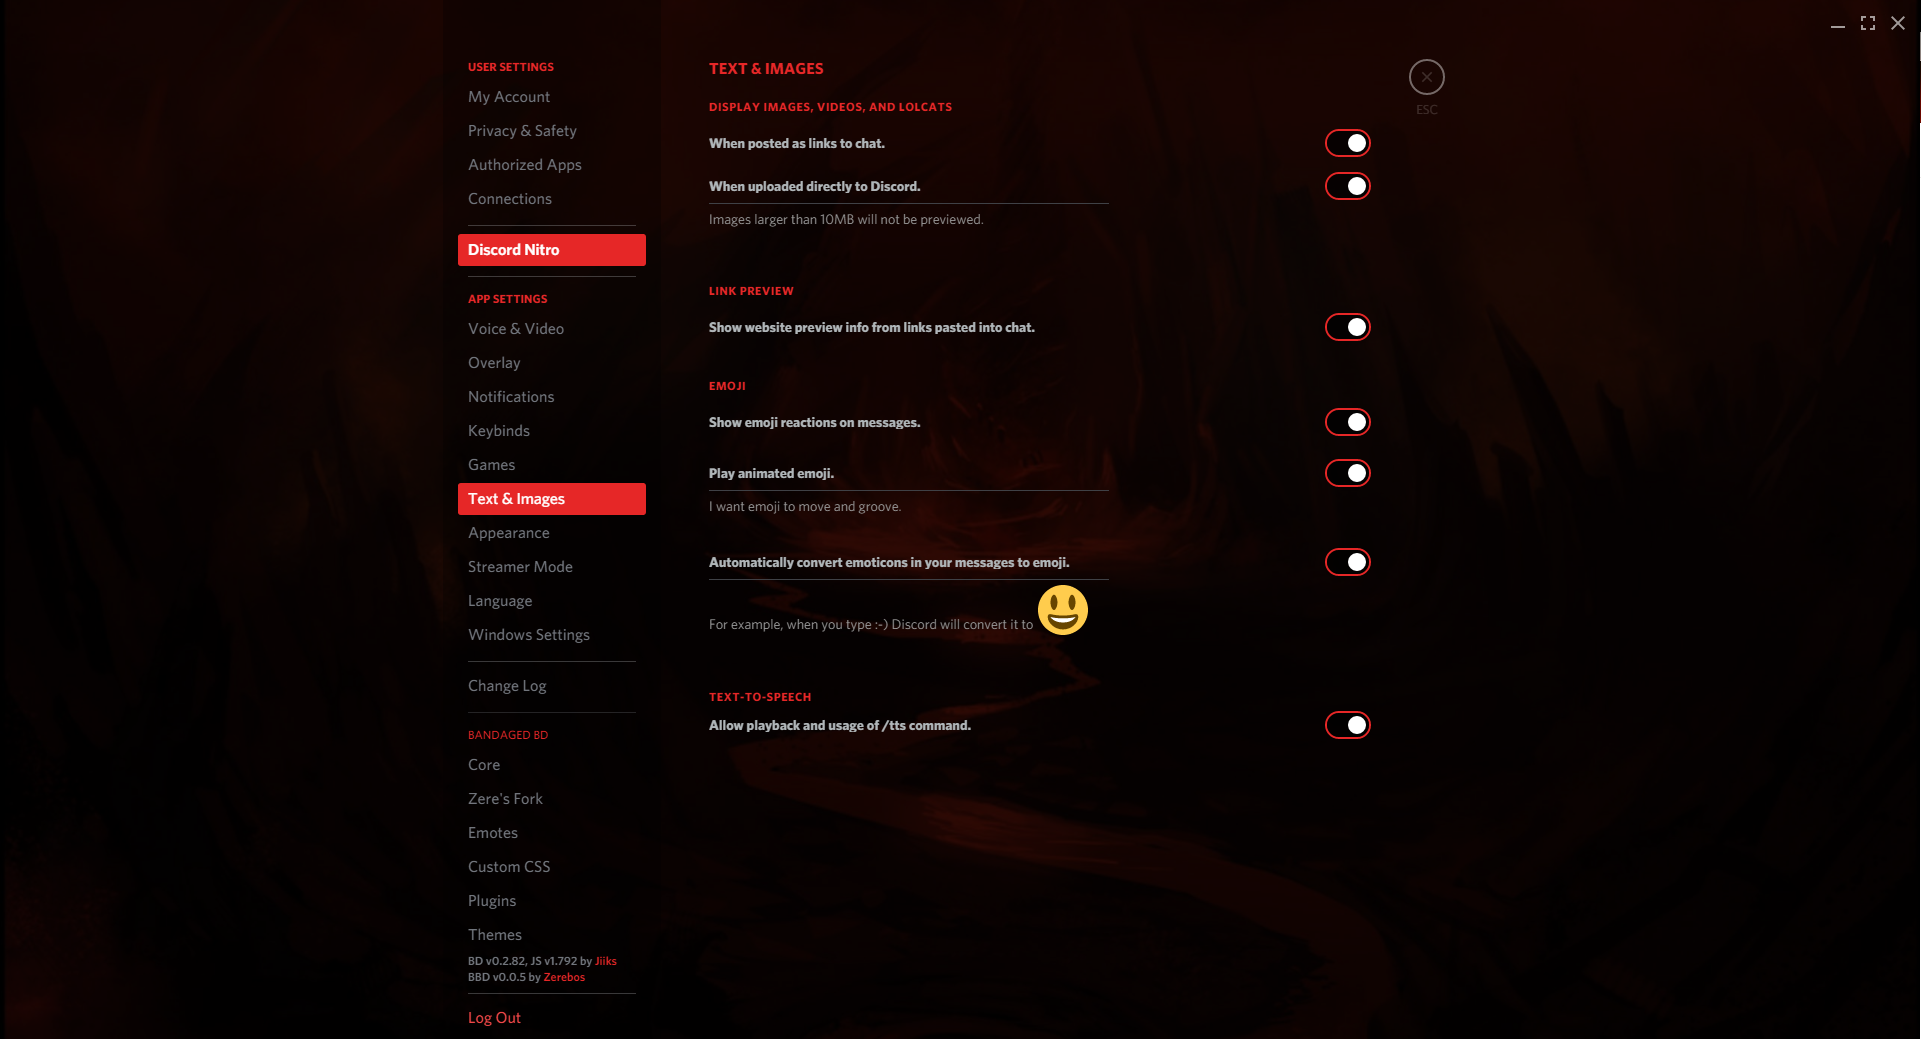 USER SETTINGS
My Account
Privacy & Safety
Authorized Apps
Connections
Discord Nitro
APP SETTINGS
Voice & Video
Overlay
Notifications
Keybinds
Games
Text & Images
Appearance
Streamer Mode
Language
Windows Settings
Change Log
BANDAGED BD
Core
Zere's Fork
Emotes
Custom CSS
Plugins
Themes
BD v0.2.82, JS v1.792 by Jiiks
BBD v0.0.5 by Zerebos
Log Out
TEXT & IMAGES
DISPLAY IMAGES, VIDEOS, AND LOLCATS
When posted as links to chat.
When uploaded directly to Discord.
Images larger than 10MB will not be previewed.
LINK PREVIEW
Show website preview info from links pasted into chat.
EMOJI
Show emoji reactions on messages.
Play animated emoji.
I want emoji to move and groove.
Automatically convert emoticons in your messages to emoji.
For example, when you type :-) Discord will convert it to
TEXT-TO-SPEECH
Allow playback and usage of /tts command.
ESC